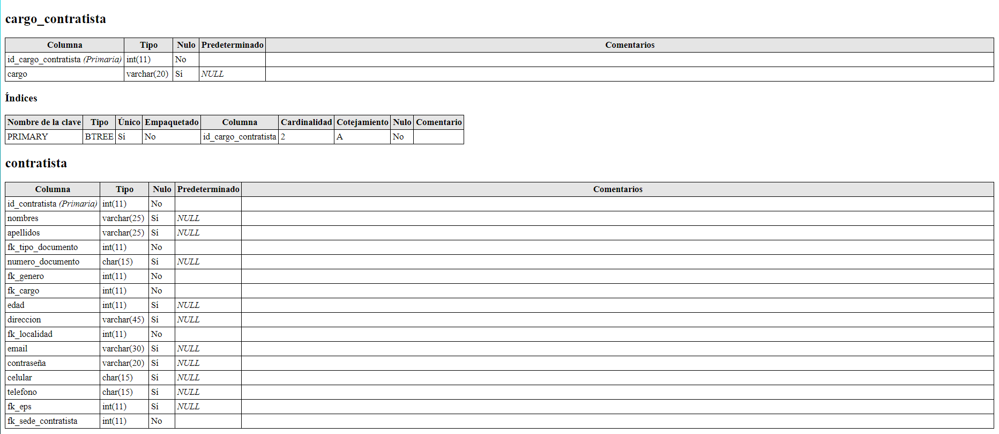 cargo_contratista
Columna Tipo Nulo Predeterminado Comentarios
id_cargo_contratista (Primaria) int(11) No
cargo varchar(20) Sí NULL
Índices
Nombre de la clave Tipo Único Empaquetado Columna Cardinalidad Cotejamiento Nulo Comentario
PRIMARY BTREE Sí No id_cargo_contratista 2 A No
contratista
Columna Tipo Nulo Predeterminado Comentarios
id_contratista (Primaria) int(11) No
nombres varchar(25) Sí NULL
apellidos varchar(25) Sí NULL
fk_tipo_documento int(11) No
numero_documento char(15) Sí NULL
fk_genero int(11) No
fk_cargo int(11) No
edad int(11) Sí NULL
direccion varchar(45) Sí NULL
fk_localidad int(11) No
email varchar(30) Sí NULL
contraseña varchar(20) Sí NULL
celular char(15) Sí NULL
telefono char(15) Sí NULL
fk_eps int(11) Sí NULL
fk_sede_contratista int(11) No